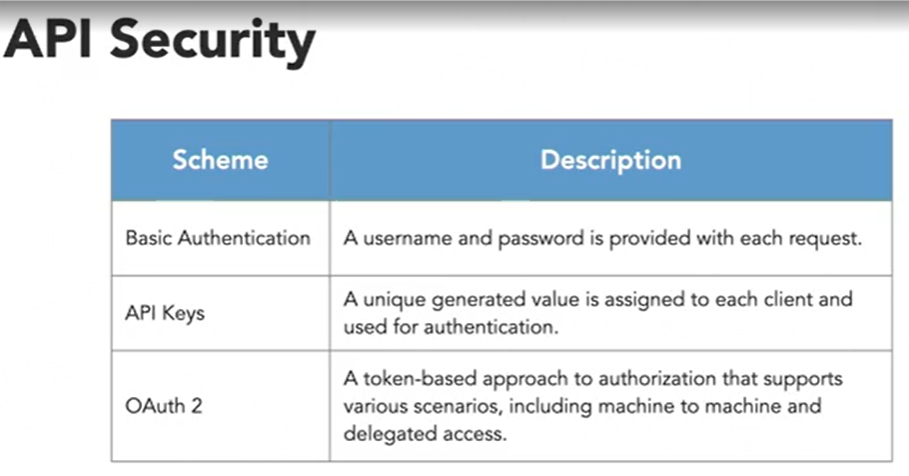 API Security
Scheme
Description
Basic Authentication
A username and password is provided with each request.
API Keys
A unique generated value is assigned to each client and
used for authentication.
OAuth 2
A token-based approach to authorization that supports
various scenarios, including machine to machine and
delegated access.